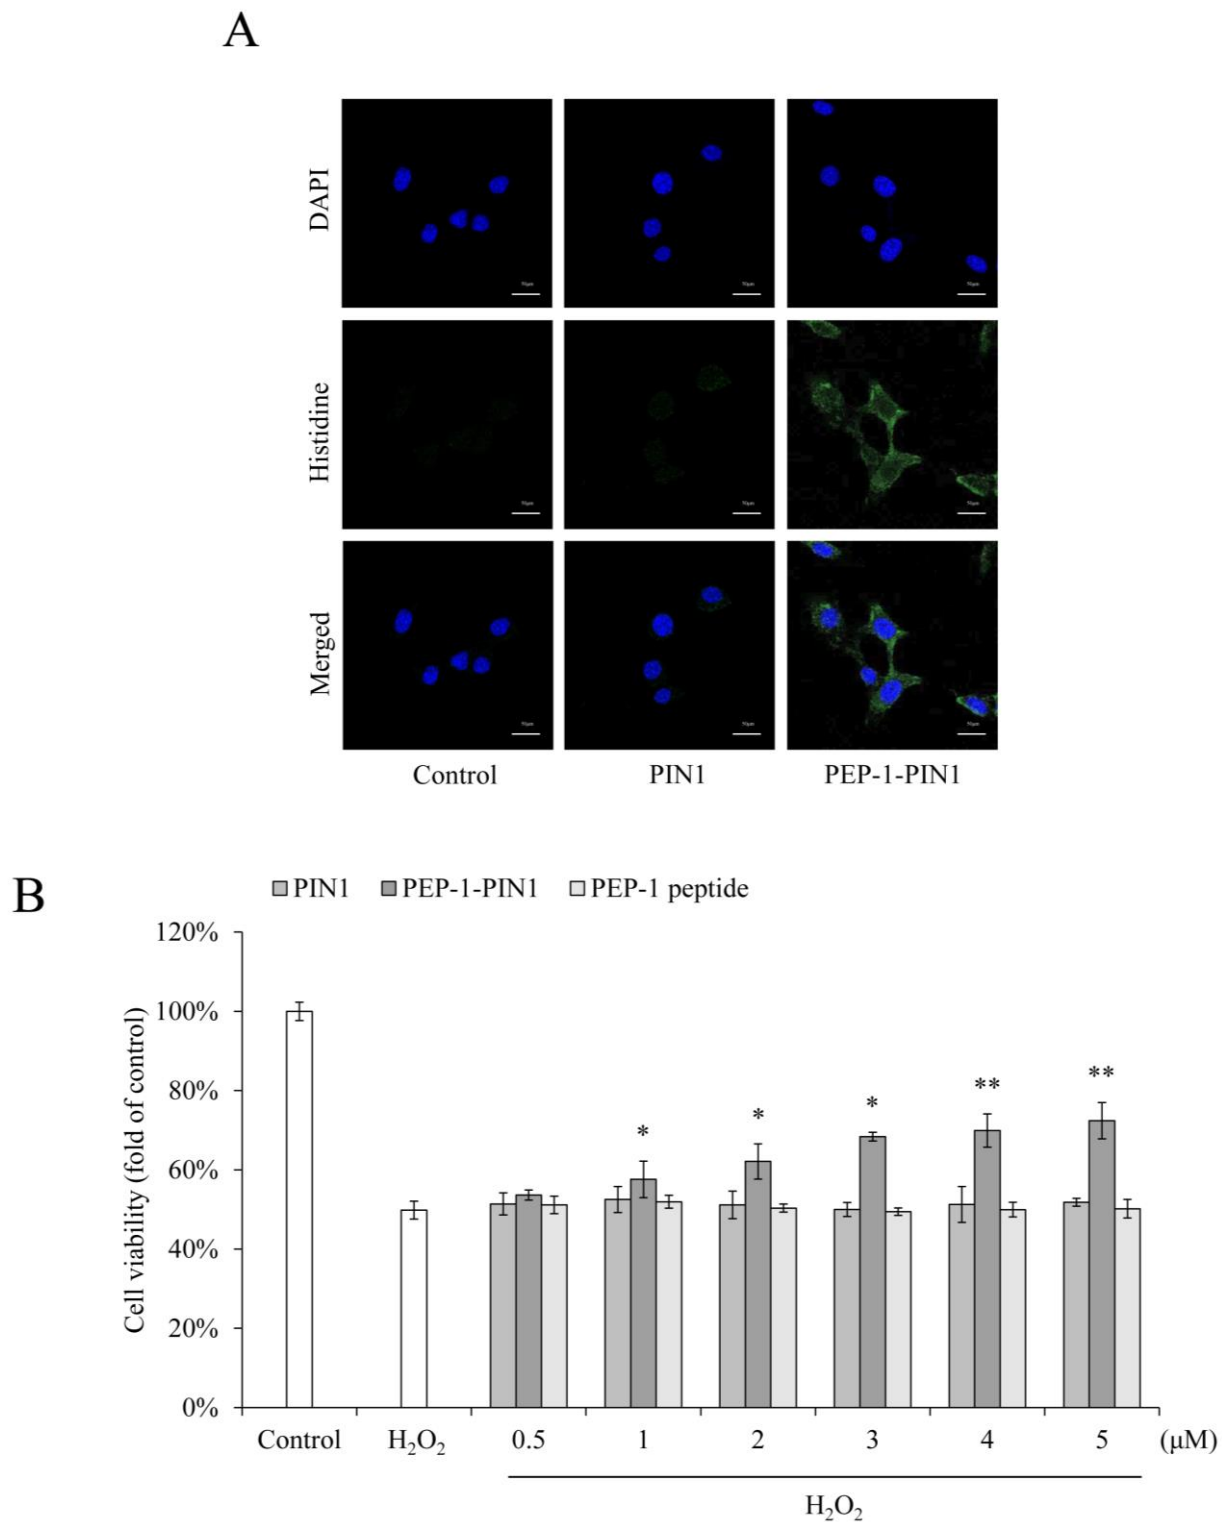 A
DAPI
Histidine
Merged
Control PIN1 PEP-1-PIN1
B
PIN1 PEP-1-PIN1 PEP-1 peptide
Cell viability (fold of control)
120%
100%
80%
60%
40%
20%
0%
* * * ** **
Control H₂O₂ 0.5 1 2 3 4 5 (μM)
H₂O₂